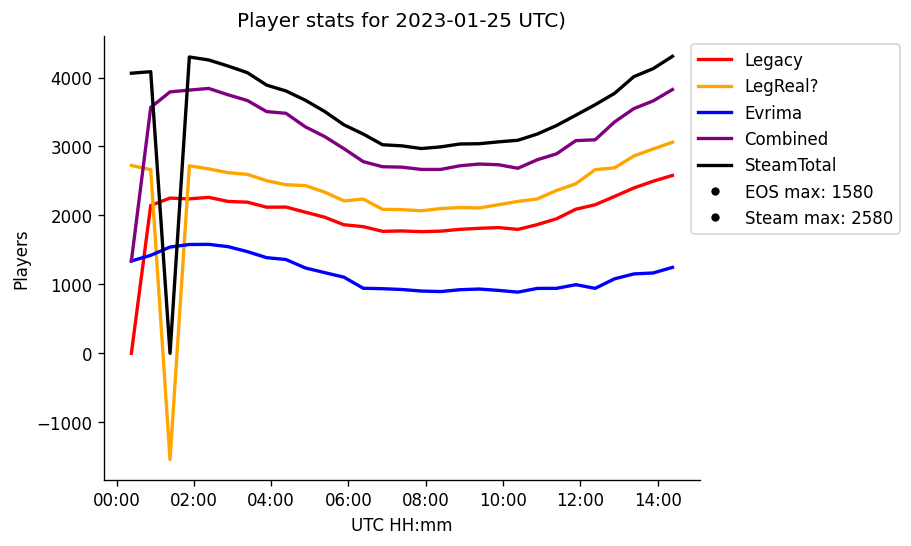 Player stats for 2023-01-25 UTC)
Legacy
LegReal?
Evrima
Combined
SteamTotal
EOS max: 1580
Steam max: 2580
Players
4000
3000
2000
1000
0
−1000
00:00 02:00 04:00 06:00 08:00 10:00 12:00 14:00
UTC HH:mm